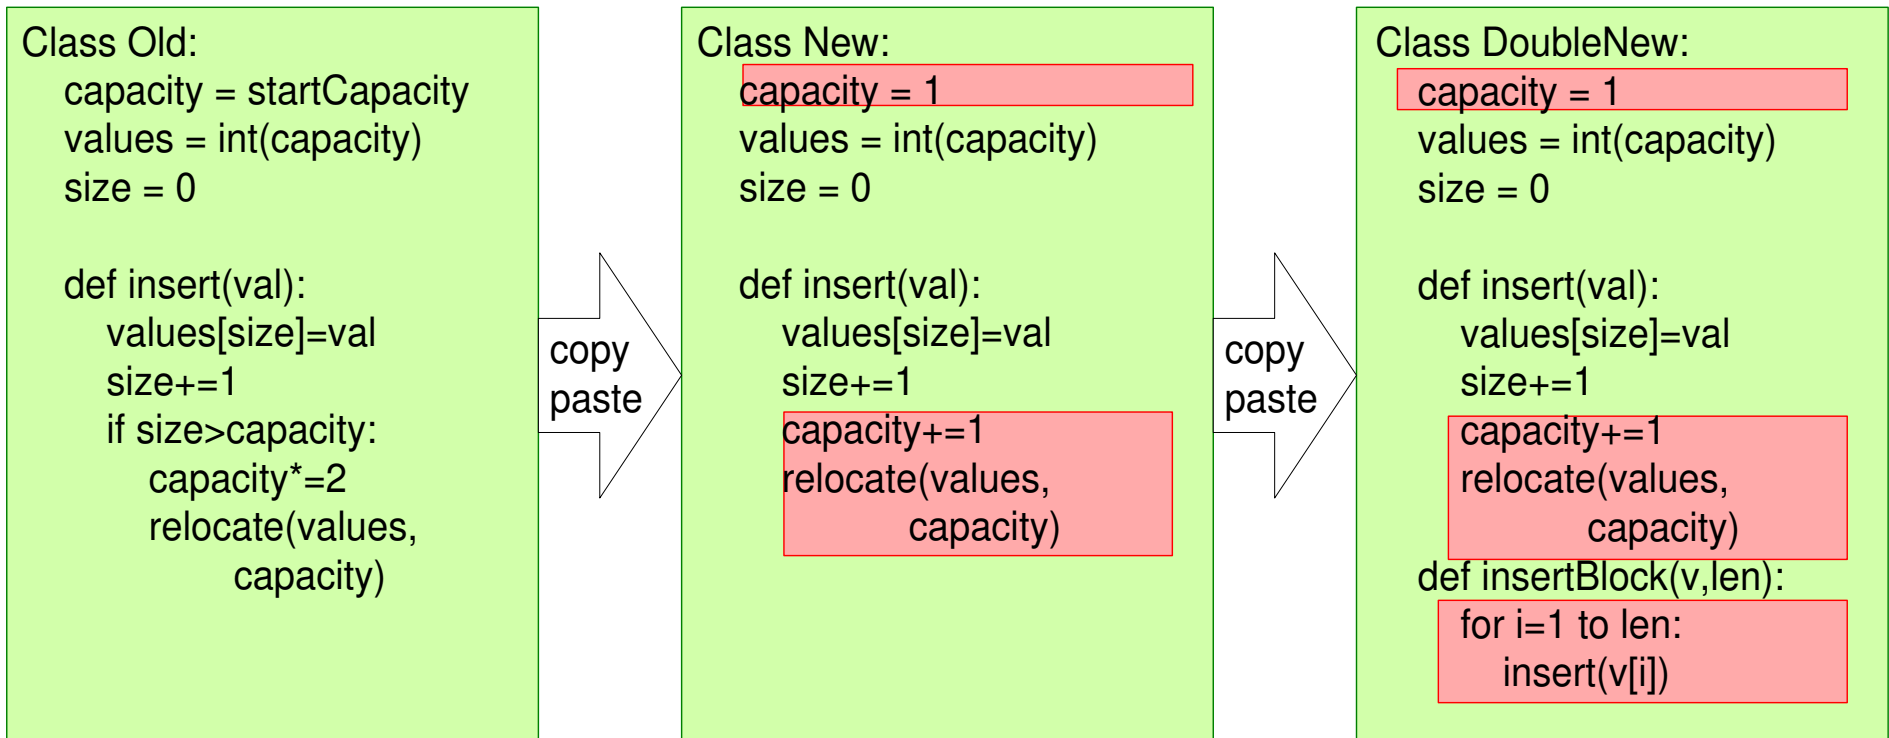 Class Old:
capacity = startCapacity
values = int(capacity)
size = 0
def insert(val):
values[size]=val
size+=1
if size>capacity:
capacity*=2
relocate(values,
capacity)
copy
paste
Class New:
capacity = 1
values = int(capacity)
size = 0
def insert(val):
values[size]=val
size+=1
capacity+=1
relocate(values,
capacity)
copy
paste
Class DoubleNew:
capacity = 1
values = int(capacity)
size = 0
def insert(val):
values[size]=val
size+=1
capacity+=1
relocate(values,
capacity)
def insertBlock(v,len):
for i=1 to len:
insert(v[i])